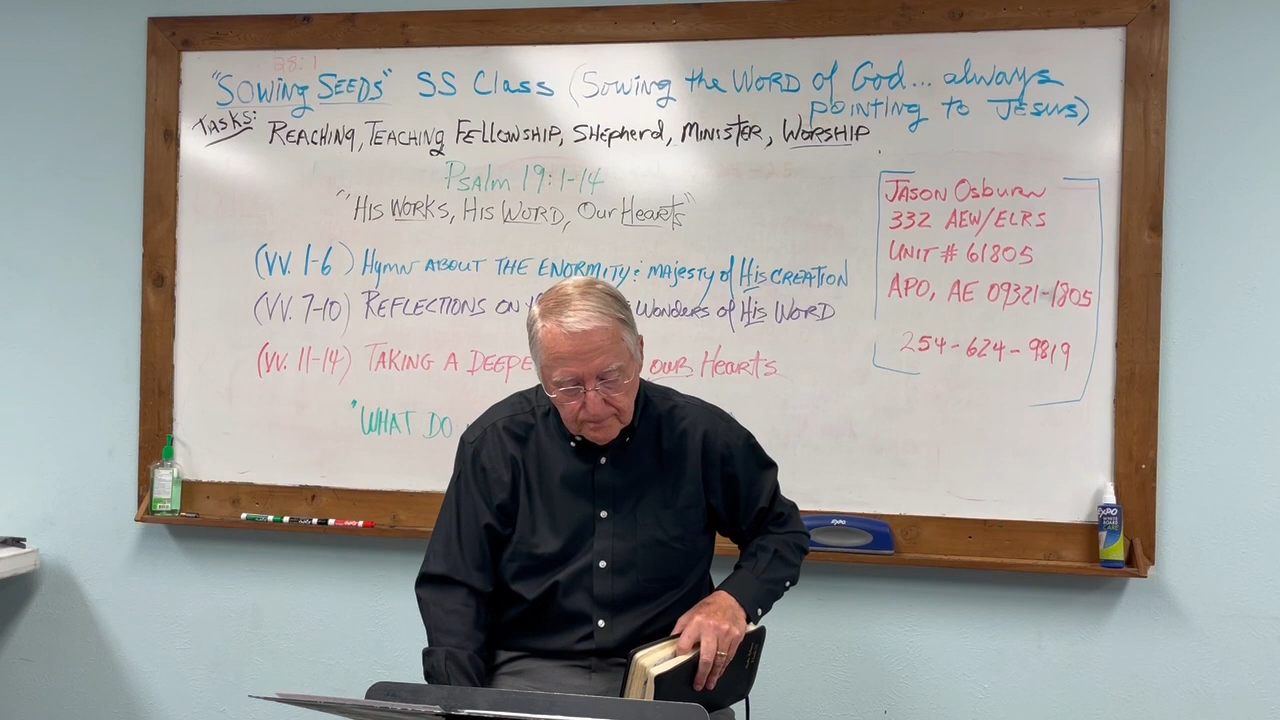 28:1
"Sowing Seeds" SS Class (Sowing the Word of God... always
pointing to Jesus)
Tasks: Reaching, Teaching Fellowship, Shepherd, Minister, Worship
Psalm 19:1-14
"His Works, His Word, Our Hearts"
(VV. 1-6) Hymn About the Enormity & Majesty of His Creation
(VV. 7-10) Reflections on Wonders of His Word
(VV. 11-14) Taking a Deepe our Hearts
"What Do
Jason Osburn
332 AEW/ELRS
Unit # 61805
APO, AE 09321-1805
254-624-9819
EXPO
EXPO